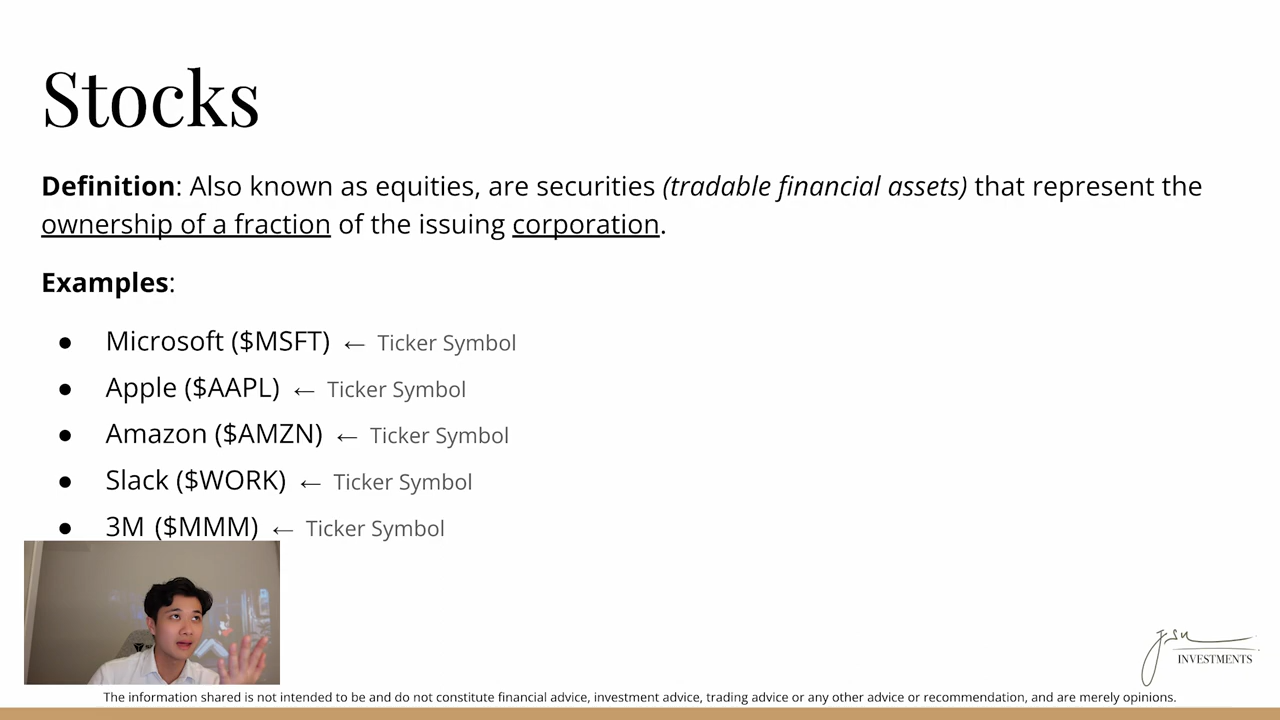 Stocks
Definition: Also known as equities, are securities (tradable financial assets) that represent the
ownership of a fraction of the issuing corporation.
Examples:
● Microsoft ($MSFT) ← Ticker Symbol
● Apple ($AAPL) ← Ticker Symbol
● Amazon ($AMZN) ← Ticker Symbol
● Slack ($WORK) ← Ticker Symbol
● 3M ($MMM) ← Ticker Symbol
INVESTMENTS
The information shared is not intended to be and do not constitute financial advice, investment advice, trading advice or any other advice or recommendation, and are merely opinions.